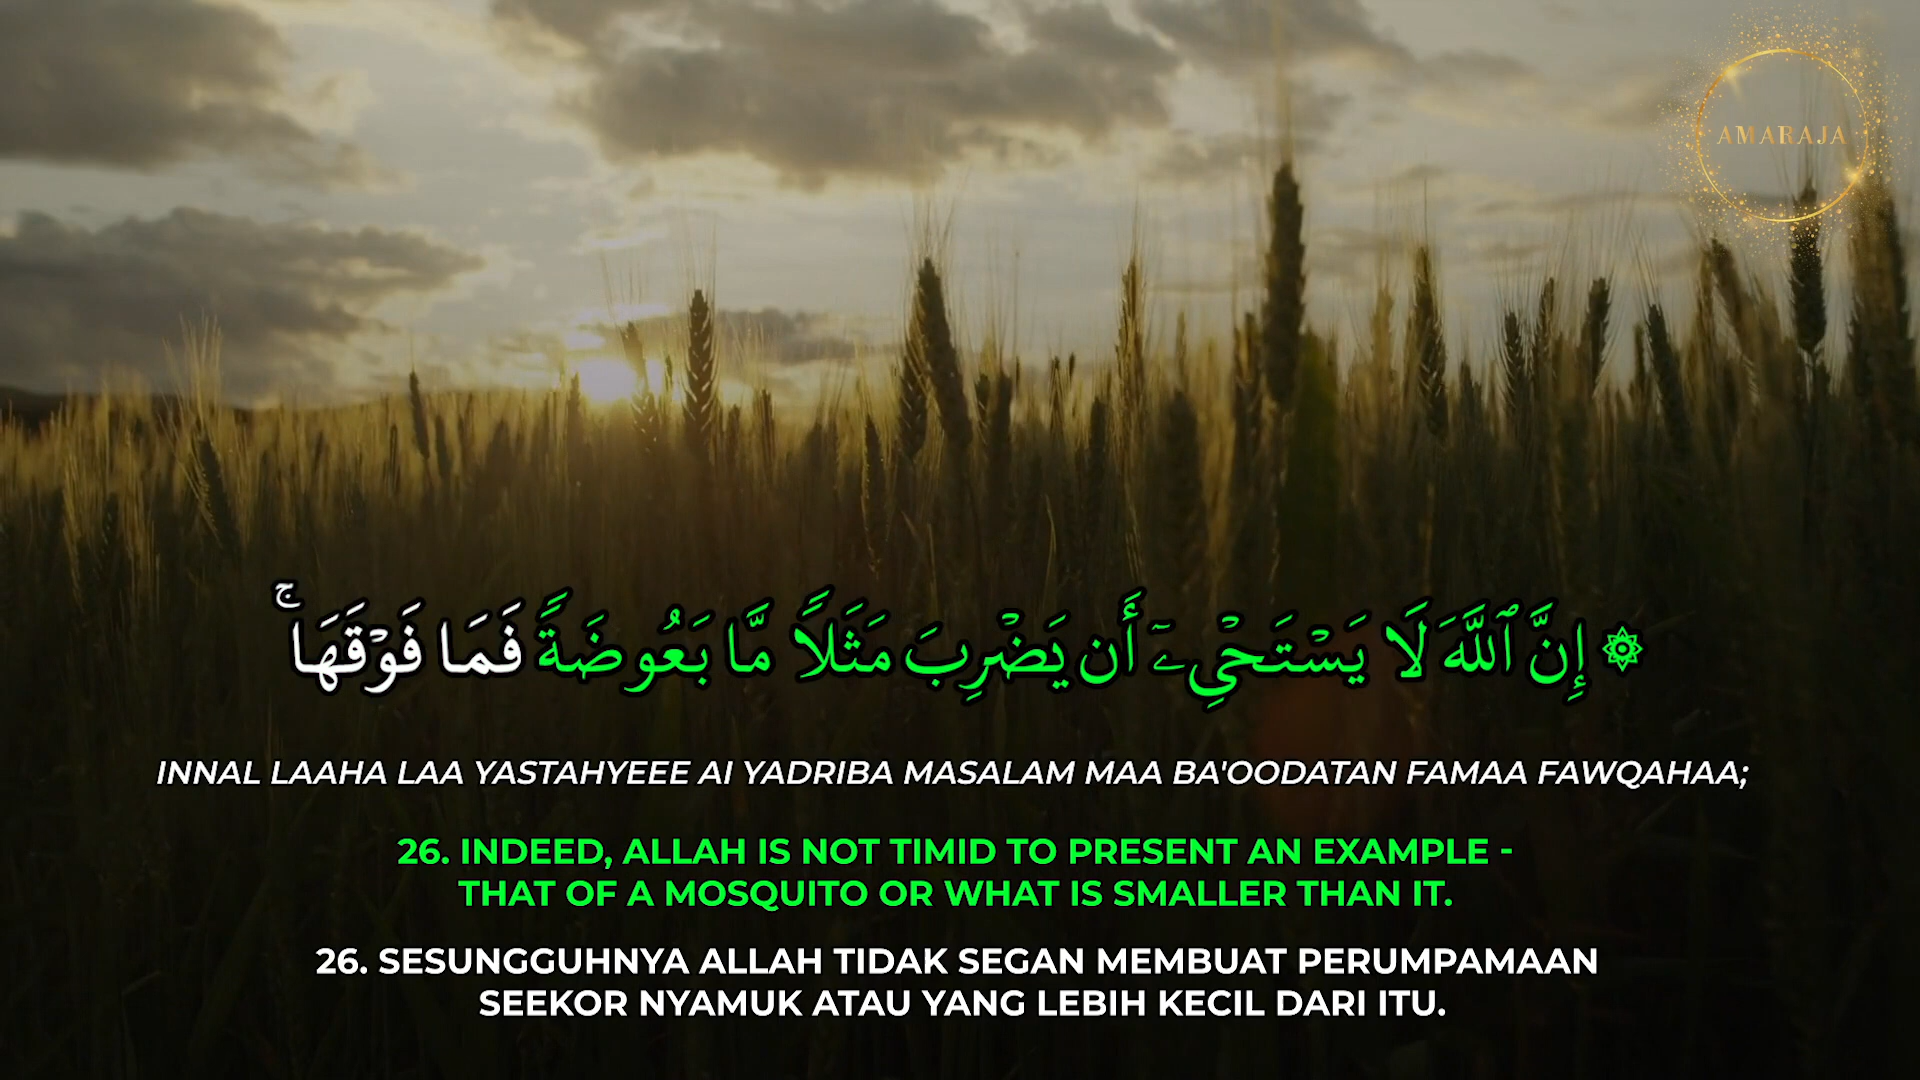 AMARAJA
۞ إِنَّ ٱللَّهَ لَا يَسْتَحْىِۦٓ أَن يَضْرِبَ مَثَلًا مَّا بَعُوضَةً فَمَا فَوْقَهَا ۚ
INNAL LAAHA LAA YASTAHYEEE AI YADRIBA MASALAM MAA BA'OODATAN FAMAA FAWQAHAA;
26. INDEED, ALLAH IS NOT TIMID TO PRESENT AN EXAMPLE -
THAT OF A MOSQUITO OR WHAT IS SMALLER THAN IT.
26. SESUNGGUHNYA ALLAH TIDAK SEGAN MEMBUAT PERUMPAMAAN
SEEKOR NYAMUK ATAU YANG LEBIH KECIL DARI ITU.